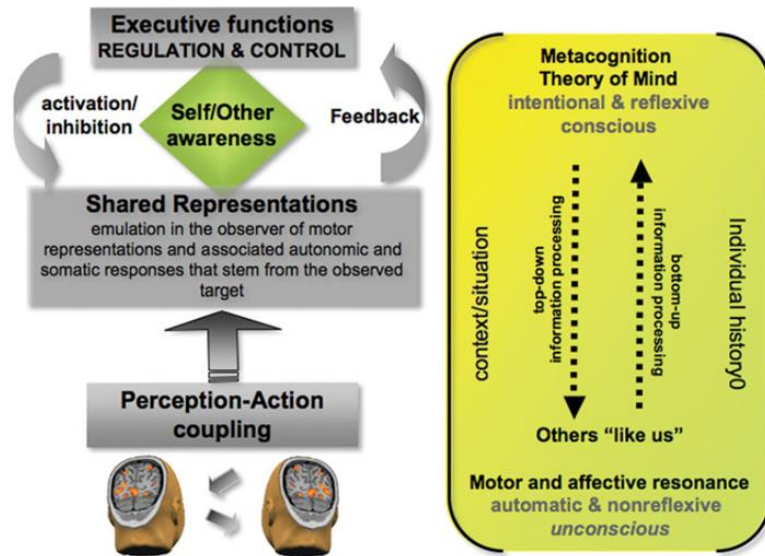 Executive functions
REGULATION & CONTROL
activation/
inhibition
Self/Other
awareness
Feedback
Shared Representations
emulation in the observer of motor
representations and associated autonomic and
somatic responses that stem from the observed
target
Perception-Action
coupling
Metacognition
Theory of Mind
intentional & reflexive
conscious
context/situation
top-down
information processing
bottom-up
information processing
Individual history0
Others “like us”
Motor and affective resonance
automatic & nonreflexive
unconscious